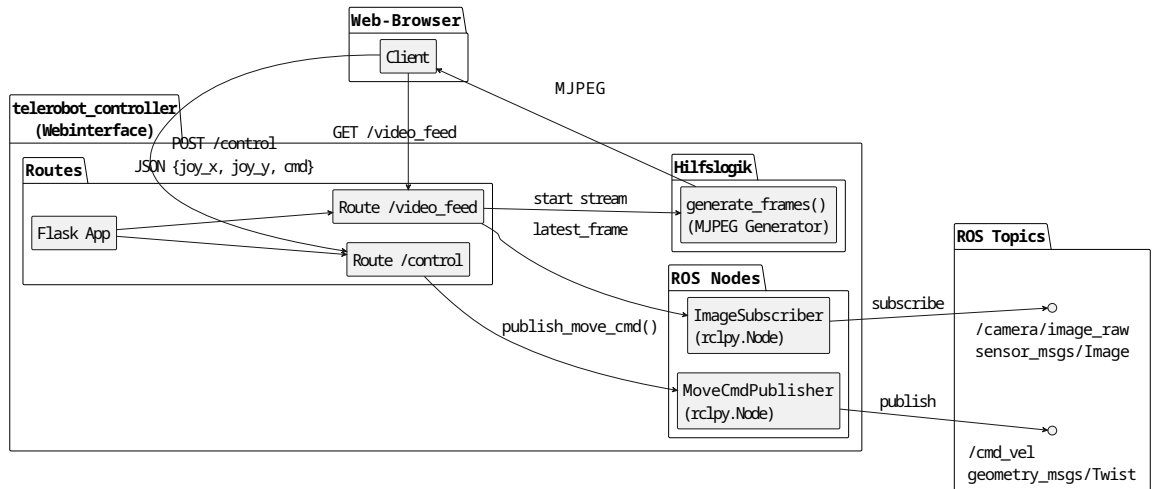 Web-Browser
Client
MJPEG
telerobot_controller
(Webinterface)
POST /control
JSON {joy_x, joy_y, cmd}
GET /video_feed
Routes
Flask App
Route /video_feed
Route /control
start stream
latest_frame
publish_move_cmd()
Hilfslogik
generate_frames()
(MJPEG Generator)
ROS Nodes
ImageSubscriber
(rclpy.Node)
MoveCmdPublisher
(rclpy.Node)
subscribe
publish
ROS Topics
/camera/image_raw
sensor_msgs/Image
/cmd_vel
geometry_msgs/Twist